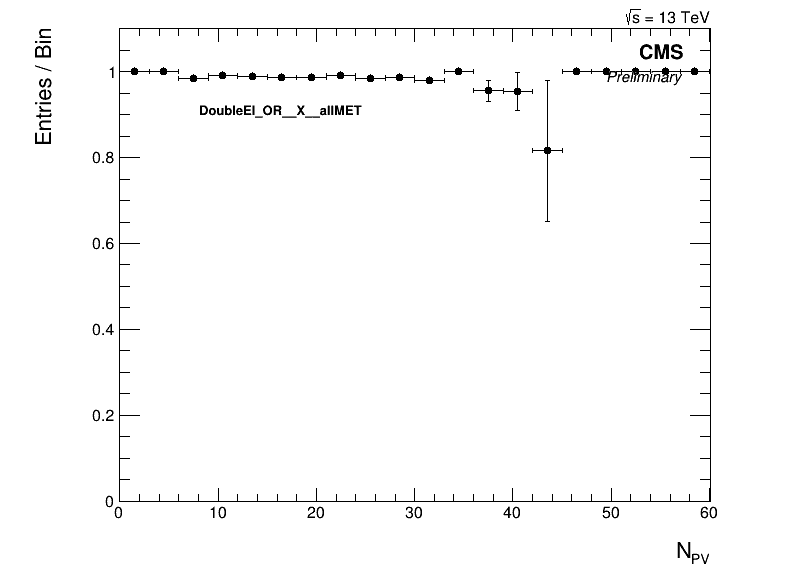 √s = 13 TeV
CMS
Preliminary
Entries / Bin
DoubleEl_OR__X__allMET
1
0.8
0.6
0.4
0.2
0
0 10 20 30 40 50 60
N_PV